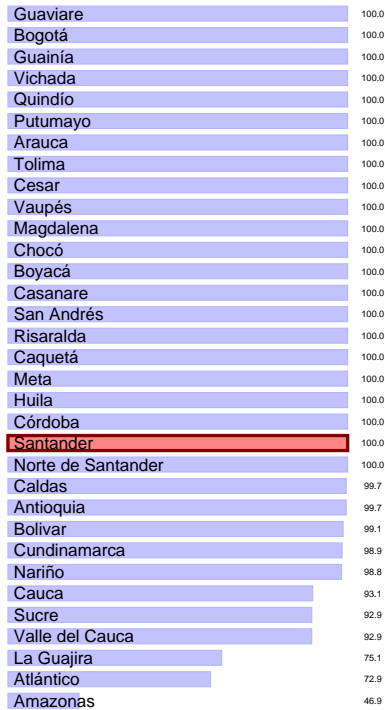 Guaviare 100.0
Bogotá 100.0
Guainía 100.0
Vichada 100.0
Quindío 100.0
Putumayo 100.0
Arauca 100.0
Tolima 100.0
Cesar 100.0
Vaupés 100.0
Magdalena 100.0
Chocó 100.0
Boyacá 100.0
Casanare 100.0
San Andrés 100.0
Risaralda 100.0
Caquetá 100.0
Meta 100.0
Huila 100.0
Córdoba 100.0
Santander 100.0
Norte de Santander 100.0
Caldas 99.7
Antioquia 99.7
Bolivar 99.1
Cundinamarca 98.9
Nariño 98.8
Cauca 93.1
Sucre 92.9
Valle del Cauca 92.9
La Guajira 75.1
Atlántico 72.9
Amazonas 46.9